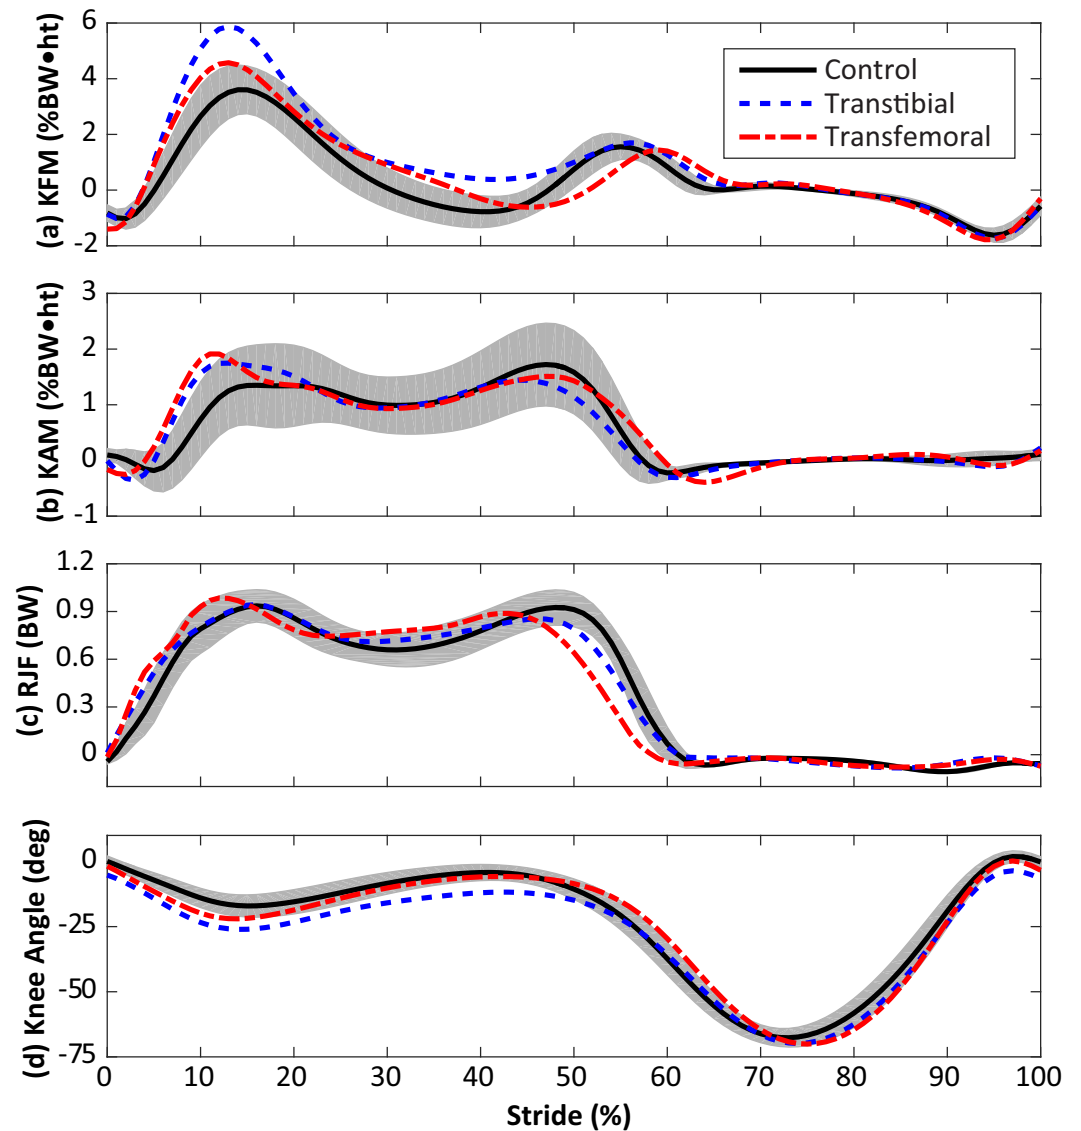 6
4
2
0
-2
(a) KFM (%BW•ht)
Control
Transtibial
Transfemoral
3
2
1
0
-1
(b) KAM (%BW•ht)
1.2
0.9
0.6
0.3
0
(c) RJF (BW)
0
-25
-50
-75
(d) Knee Angle (deg)
0 10 20 30 40 50 60 70 80 90 100
Stride (%)